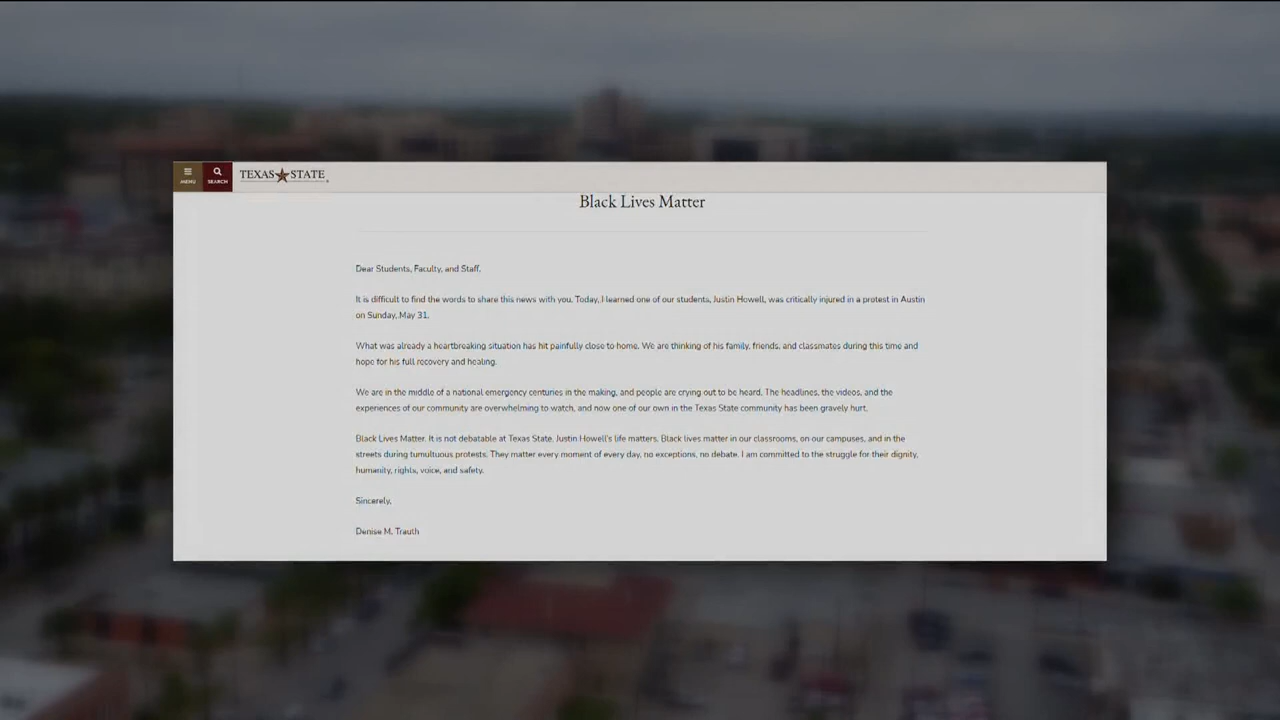 MENU
SEARCH
TEXAS STATE
Black Lives Matter
Dear Students, Faculty, and Staff,
It is difficult to find the words to share this news with you. Today, I learned one of our students, Justin Howell, was critically injured in a protest in Austin
on Sunday, May 31.
What was already a heartbreaking situation has hit painfully close to home. We are thinking of his family, friends, and classmates during this time and
hope for his full recovery and healing.
We are in the middle of a national emergency centuries in the making, and people are crying out to be heard. The headlines, the videos, and the
experiences of our community are overwhelming to watch, and now one of our own in the Texas State community has been gravely hurt.
Black Lives Matter. It is not debatable at Texas State. Justin Howell's life matters. Black lives matter in our classrooms, on our campuses, and in the
streets during tumultuous protests. They matter every moment of every day, no exceptions, no debate. I am committed to the struggle for their dignity,
humanity, rights, voice, and safety.
Sincerely,
Denise M. Trauth